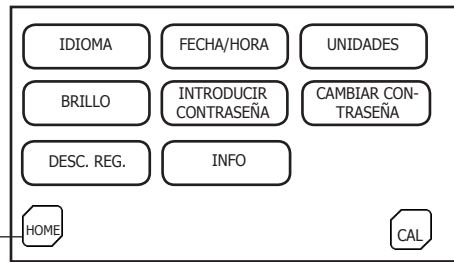 IDIOMA
FECHA/HORA
UNIDADES
BRILLO
INTRODUCIR
CONTRASEÑA
CAMBIAR CON-
TRASEÑA
DESC. REG.
INFO
HOME
CAL